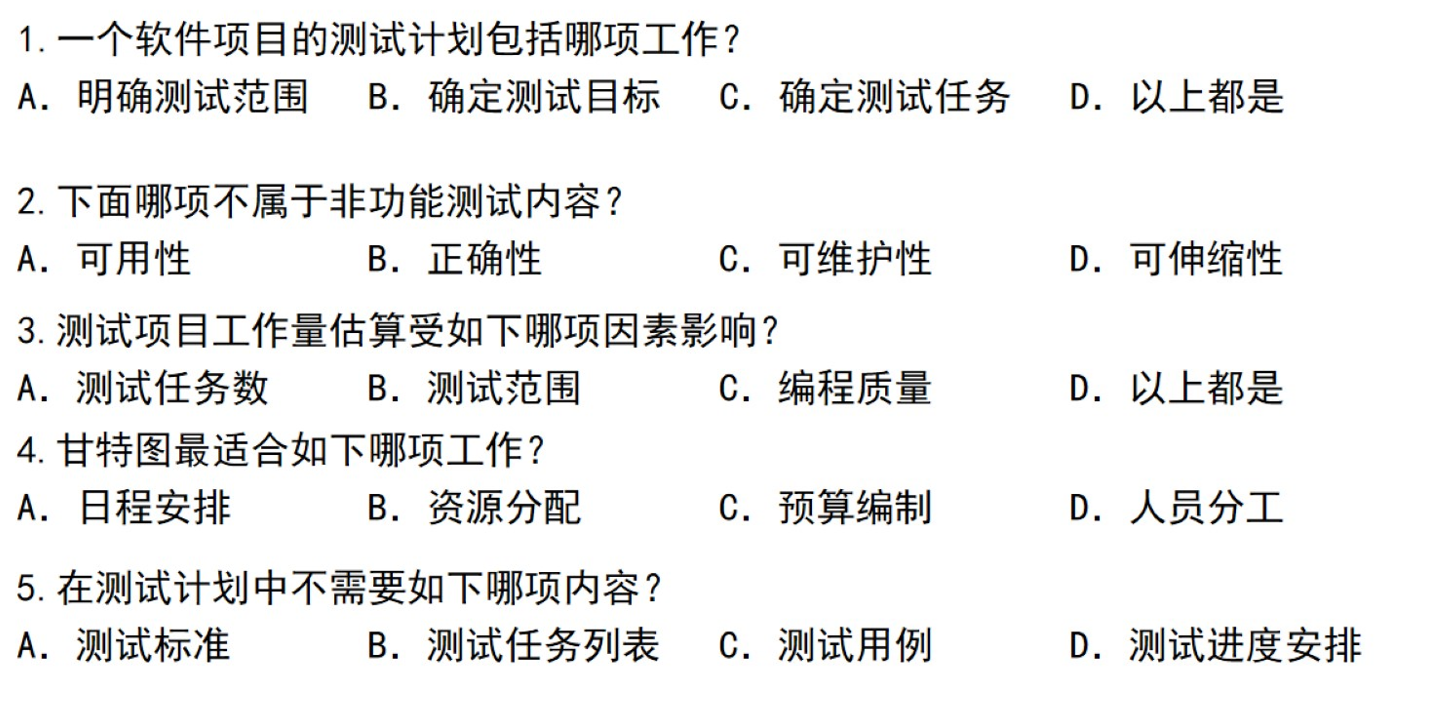 1. 一个软件项目的测试计划包括哪项工作?
A. 明确测试范围 B. 确定测试目标 C. 确定测试任务 D. 以上都是
2. 下面哪项不属于非功能测试内容?
A. 可用性 B. 正确性 C. 可维护性 D. 可伸缩性
3. 测试项目工作量估算受如下哪项因素影响?
A. 测试任务数 B. 测试范围 C. 编程质量 D. 以上都是
4. 甘特图最适合如下哪项工作?
A. 日程安排 B. 资源分配 C. 预算编制 D. 人员分工
5. 在测试计划中不需要如下哪项内容?
A. 测试标准 B. 测试任务列表 C. 测试用例 D. 测试进度安排